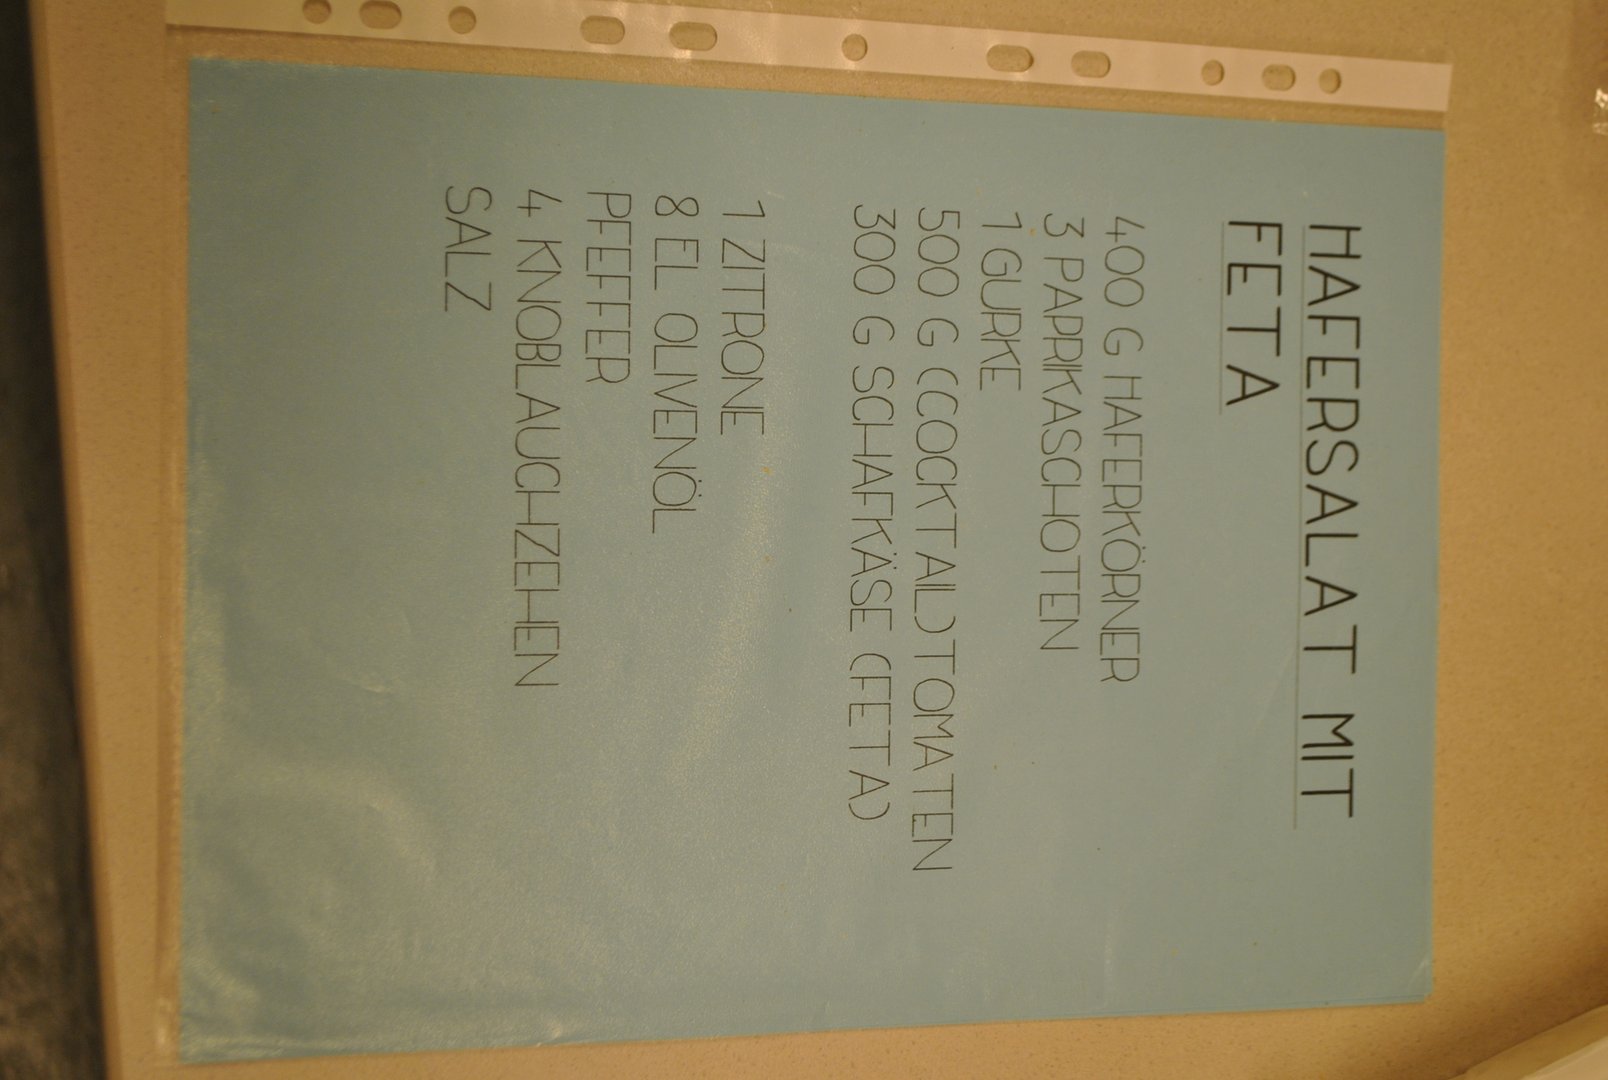 HAFERSALAT MIT
FETA
400 G HAFERKÖRNER
3 PAPRIKASCHOTEN
1 GURKE
500 G (COCKTAIL)TOMATEN
300 G SCHAFKÄSE (FETA)
1 ZITRONE
8 EL OLIVENÖL
PFEFFER
4 KNOBLAUCHZEHEN
SALZ